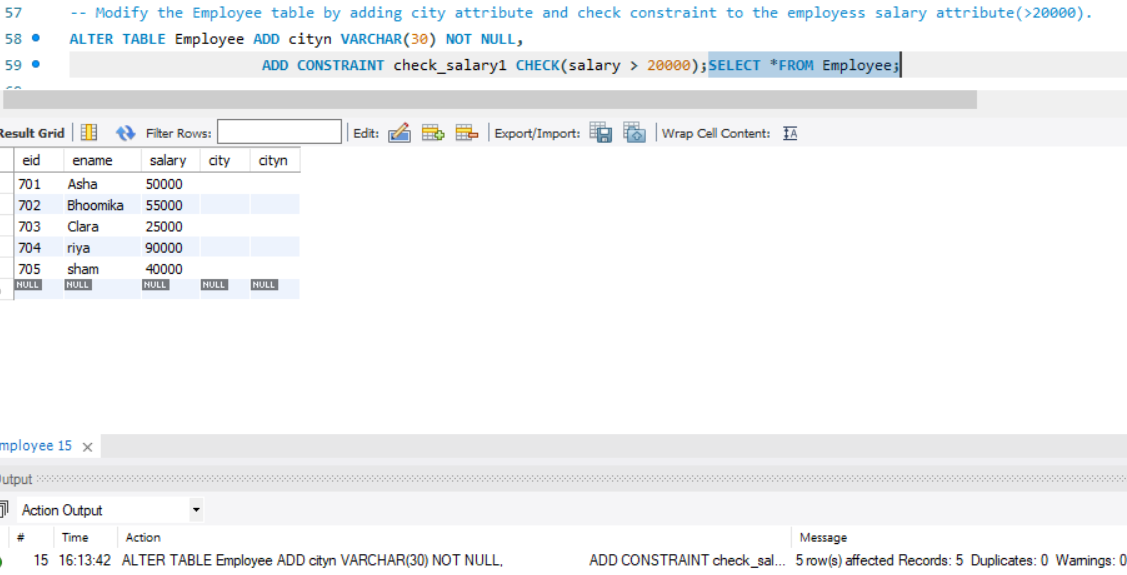 57 -- Modify the Employee table by adding city attribute and check constraint to the employess salary attribute(>20000).
58 ALTER TABLE Employee ADD cityn VARCHAR(30) NOT NULL,
59 ADD CONSTRAINT check_salary1 CHECK(salary > 20000);SELECT *FROM Employee;
Result Grid Filter Rows: Edit: Export/Import: Wrap Cell Content: IA
eid ename salary city cityn
701 Asha 50000
702 Bhoomika 55000
703 Clara 25000
704 riya 90000
705 sham 40000
NULL NULL NULL NULL NULL
mployee 15 ×
utput
Action Output
# Time Action Message
15 16:13:42 ALTER TABLE Employee ADD cityn VARCHAR(30) NOT NULL, ADD CONSTRAINT check_sal... 5 row(s) affected Records: 5 Duplicates: 0 Warnings: 0